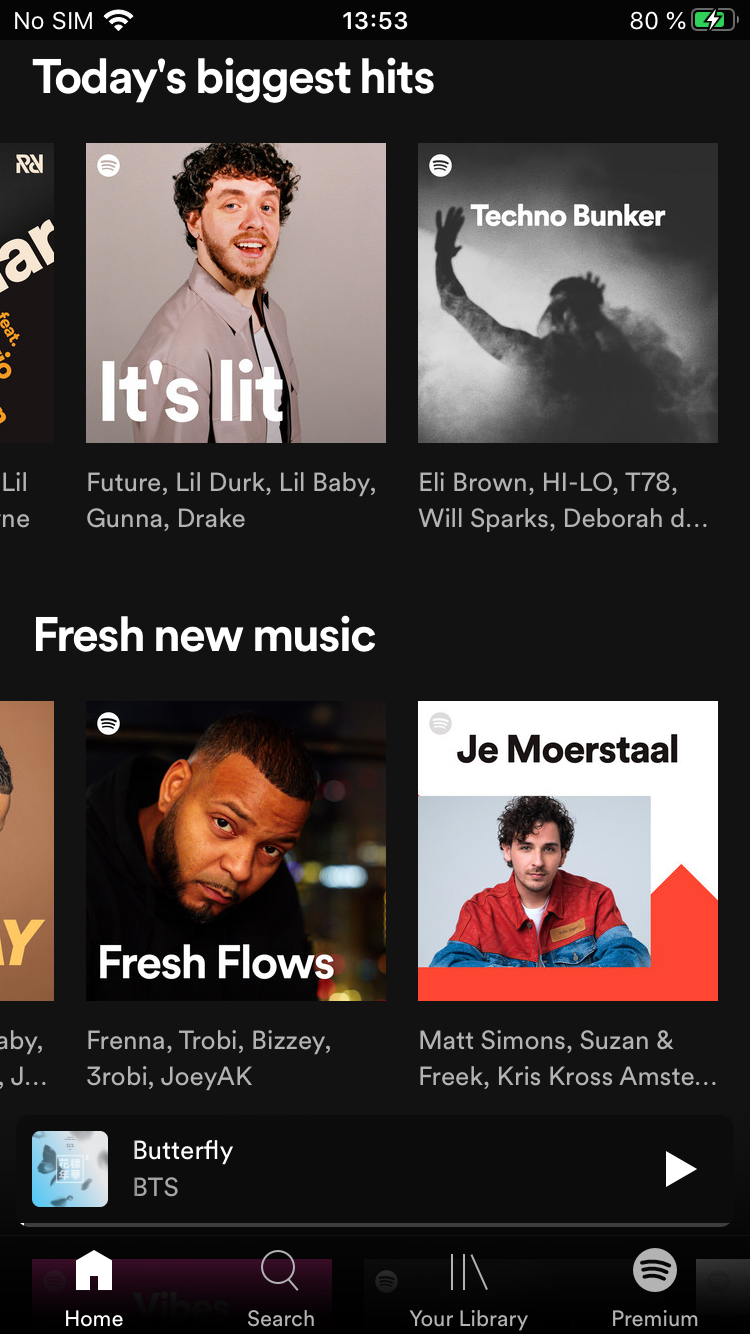 No SIM 13:53 80 %
Today's biggest hits
RD
ar
feat.
It's lit
Techno Bunker
Lil
ne
Future, Lil Durk, Lil Baby,
Gunna, Drake
Eli Brown, HI-LO, T78,
Will Sparks, Deborah d...
Fresh new music
AY
Fresh Flows
Je Moerstaal
aby,
, J...
Frenna, Trobi, Bizzey,
3robi, JoeyAK
Matt Simons, Suzan &
Freek, Kris Kross Amste...
Butterfly
BTS
Vibes
Home
Search
Your Library
Premium